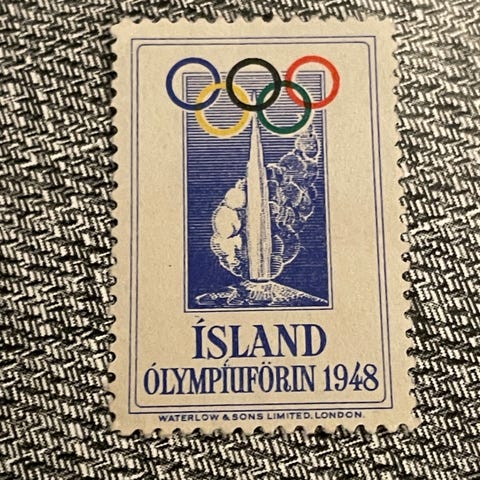 ÍSLAND
ÓLYMPÍUFÖRIN 1948
WATERLOW & SONS LIMITED, LONDON.